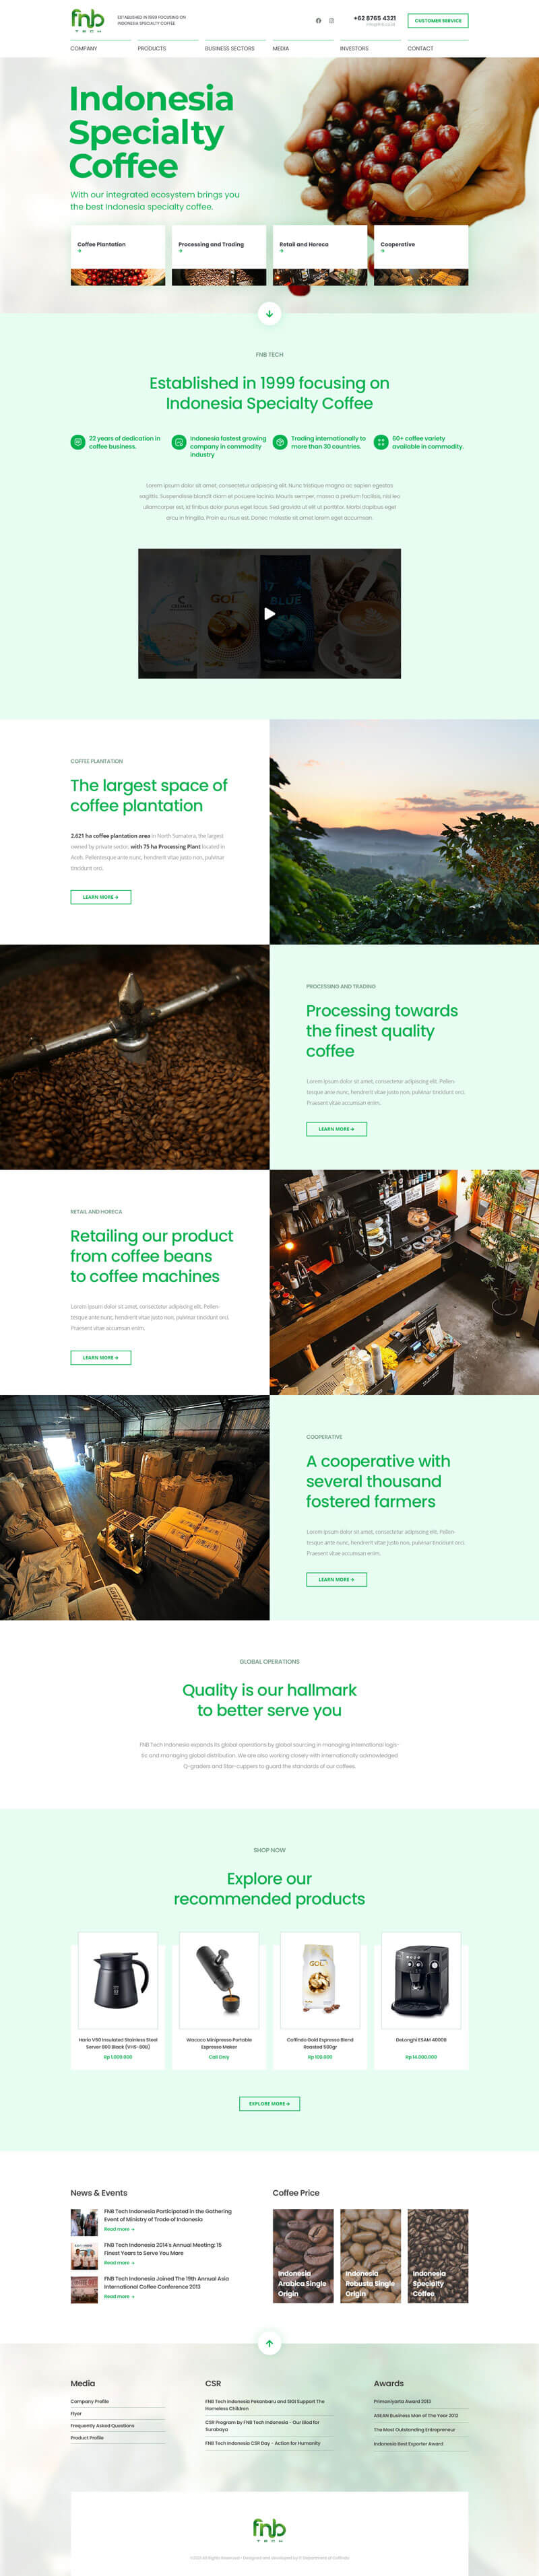 fnb
TECH
ESTABLISHED IN 1999 FOCUSING ON
INDONESIA SPECIALTY COFFEE
+62 8765 4321
CUSTOMER SERVICE
COMPANY
PRODUCTS
BUSINESS SECTORS
MEDIA
INVESTORS
CONTACT
Indonesia
Specialty
Coffee
With our integrated ecosystem brings you
the best Indonesia specialty coffee.
Coffee Plantation
Processing and Trading
Retail and Horeca
Cooperative
FNB TECH
Established in 1999 focusing on
Indonesia Specialty Coffee
22 years of dedication in
coffee business.
Indonesia fastest growing
company in commodity
industry
Trading internationally to
more than 30 countries.
60+ coffee variety
available in commodity.
Lorem ipsum dolor sit amet, consectetur adipiscing elit. Nunc tristique magna ac sapien egestas
sagittis. Suspendisse blandit diam et posuere lacinia. Mauris semper, massa a pretium facilisis, nisl leo
ullamcorper est, at finibus dolor purus eget lacus. Sed gravida ut elit ut porttitor. Morbi dapibus eget
arcu in fringilla. Proin eu risus est. Donec molestie sit amet lorem eget accumsan.
GOL
BLUE
COFFEE PLANTATION
The largest space of
coffee plantation
2.621 ha coffee plantation area in North Sumatera, the largest
owned by private sector, with 75 ha Processing Plant located in
Aceh. Pellentesque ante nunc, hendrerit vitae justo non, pulvinar
tincidunt orci.
LEARN MORE →
PROCESSING AND TRADING
Processing towards
the finest quality
coffee
Lorem ipsum dolor sit amet, consectetur adipiscing elit. Pellen-
tesque ante nunc, hendrerit vitae justo non, pulvinar tincidunt orci.
Praesent vitae accumsan enim.
LEARN MORE →
RETAIL AND HORECA
Retailing our product
from coffee beans
to coffee machines
Lorem ipsum dolor sit amet, consectetur adipiscing elit. Pellen-
tesque ante nunc, hendrerit vitae justo non, pulvinar tincidunt orci.
Praesent vitae accumsan enim.
LEARN MORE →
COOPERATIVE
A cooperative with
several thousand
fostered farmers
Lorem ipsum dolor sit amet, consectetur adipiscing elit. Pellen-
tesque ante nunc, hendrerit vitae justo non, pulvinar tincidunt orci.
Praesent vitae accumsan enim.
LEARN MORE →
GLOBAL OPERATIONS
Quality is our hallmark
to better serve you
FNB Tech Indonesia expands its global operations by global sourcing in managing international logis-
tic and managing global distribution. We are also working closely with internationally acknowledged
Q-graders and Star-cuppers to guard the standards of our coffees.
SHOP NOW
Explore our
recommended products
GOL
Hario V60 Insulated Stainless Steel
Server 800 Black (VHS-80B)
Rp 1.000.000
Wacaco Minipresso Portable
Espresso Maker
Call Only
Coffindo Gold Espresso Blend
Roasted 500gr
Rp 100.000
DeLonghi ESAM 4000B
Rp 14.000.000
EXPLORE MORE →
News & Events
FNB Tech Indonesia Participated in the Gathering
Event of Ministry of Trade of Indonesia
Read more →
FNB Tech Indonesia 2014's Annual Meeting: 15
Finest Years to Serve You More
Read more →
FNB Tech Indonesia Joined The 19th Annual Asia
International Coffee Conference 2013
Read more →
Coffee Price
Indonesia
Arabica Single
Origin
Indonesia
Robusta Single
Origin
Indonesia
Specialty
Coffee
Media
Company Profile
Flyer
Frequently Asked Questions
Product Profile
CSR
FNB Tech Indonesia Pekanbaru and SIGI Support The
Homeless Children
CSR Program by FNB Tech Indonesia - Our Blod for
Surabaya
FNB Tech Indonesia CSR Day - Action for Humanity
Awards
Primaniyarta Award 2013
ASEAN Business Man of The Year 2012
The Most Outstanding Entrepreneur
Indonesia Best Exporter Award
fnb
TECH
©2021 All Rights Reserved - Designed and Developed by IT Department of Coffindo